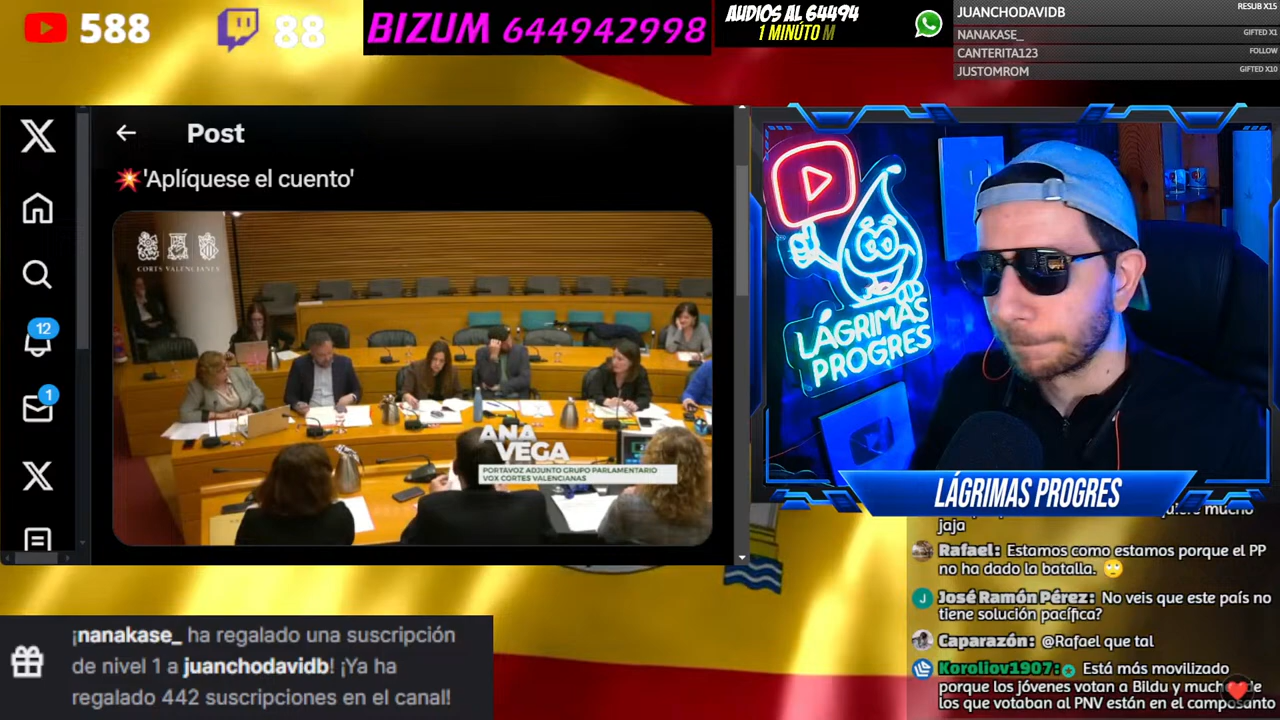 588
88
BIZUM 644942998
AUDIOS AL 64494
1 MINÚTO M
JUANCHODAVIDB RESUB X15
NANAKASE_ GIFTED X1
CANTERITA123 FOLLOW
JUSTOMROM GIFTED X10
Post
💥'Aplíquese el cuento'
CORTS VALENCIANES
12
1
ANA
VEGA
PORTAVOZ ADJUNTO GRUPO PARLAMENTARIO
VOX CORTES VALENCIANAS
LÁGRIMAS
PROGRES
LÁGRIMAS PROGRES
mucho
jaja
Rafael: Estamos como estamos porque el PP
no ha dado la batalla. 🙄
J José Ramón Pérez: No veis que este país no
tiene solución pacífica?
Caparazón: @Rafael que tal
Koroliov1907: Está más movilizado
porque los jóvenes votan a Bildu y de
los que votaban al PNV están en el camposanto
¡nanakase_ ha regalado una suscripción
de nivel 1 a juanchodavidb! ¡Ya ha
regalado 442 suscripciones en el canal!